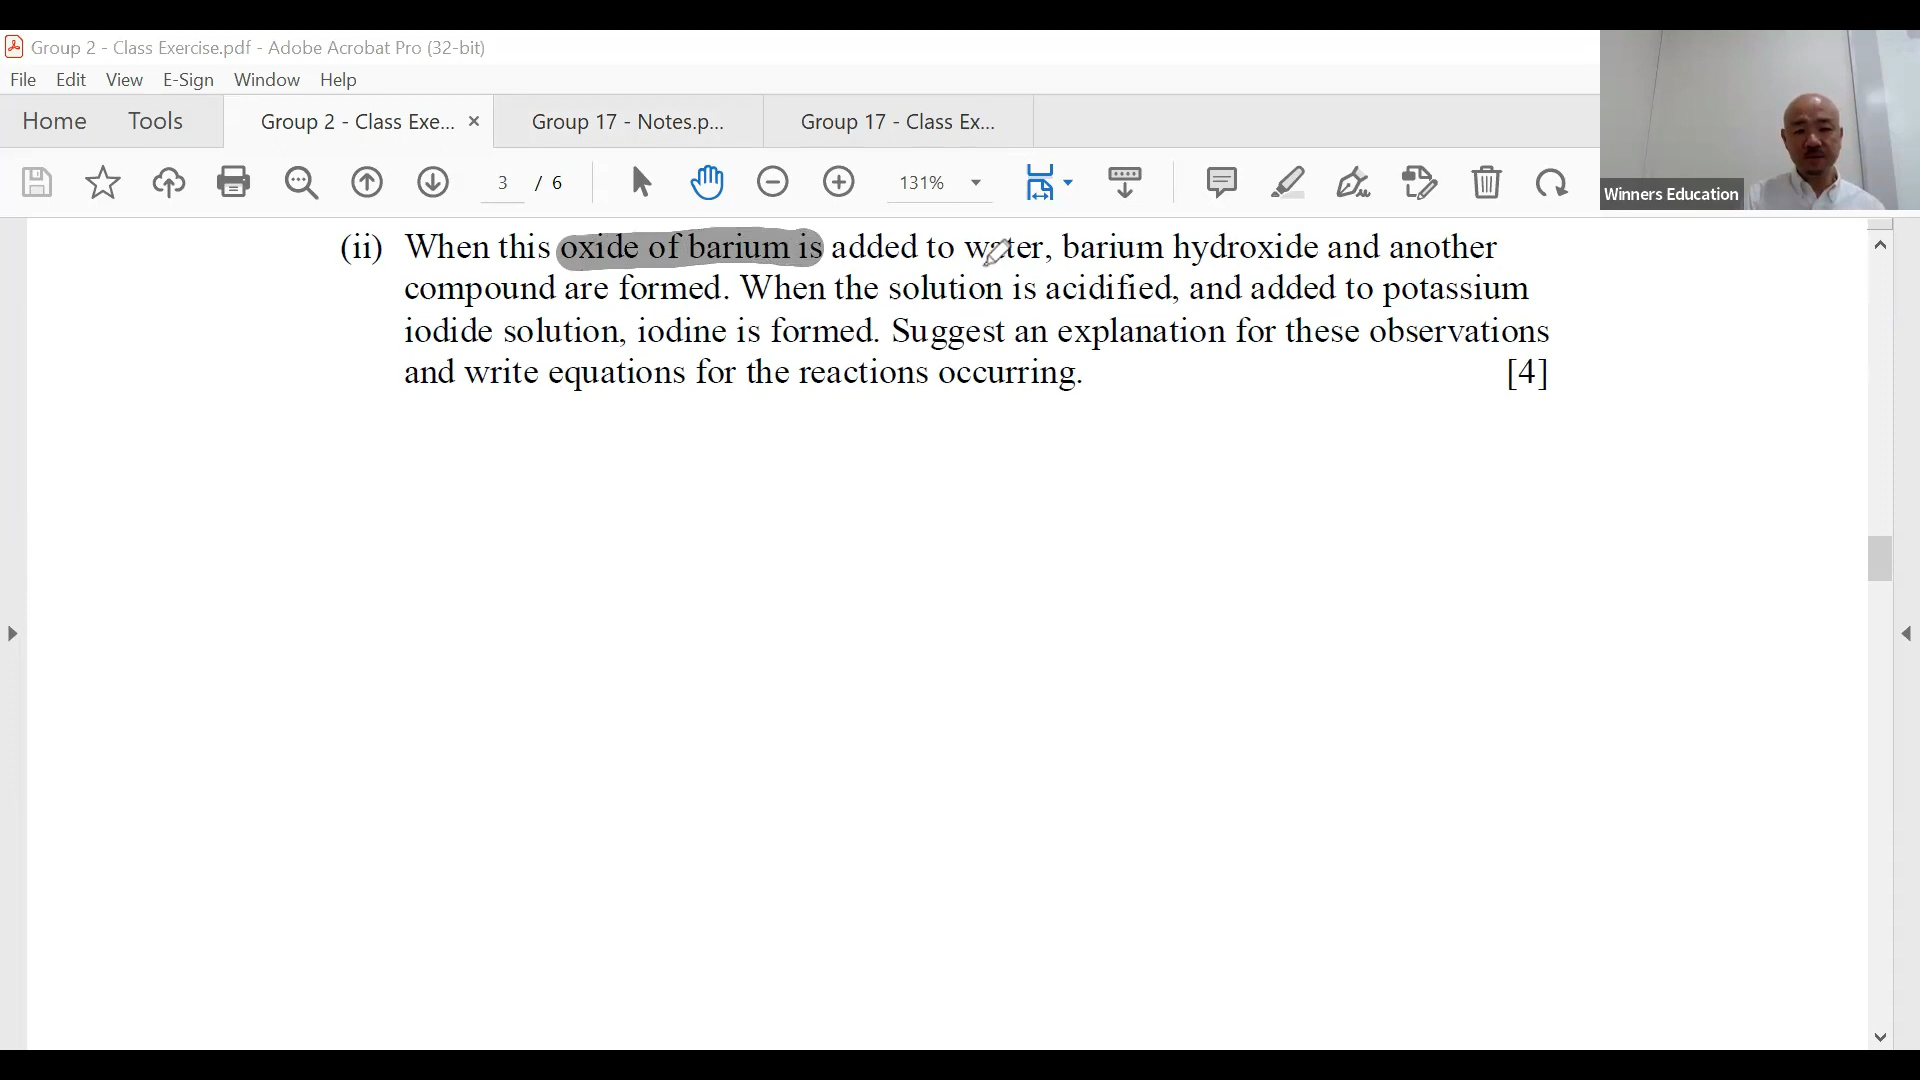 Group 2 - Class Exercise.pdf - Adobe Acrobat Pro (32-bit)
File Edit View E-Sign Window Help
Home Tools Group 2 - Class Exe... × Group 17 - Notes.p... Group 17 - Class Ex...
3 / 6 131%
Winners Education
(ii) When this oxide of barium is added to water, barium hydroxide and another
compound are formed. When the solution is acidified, and added to potassium
iodide solution, iodine is formed. Suggest an explanation for these observations
and write equations for the reactions occurring. [4]